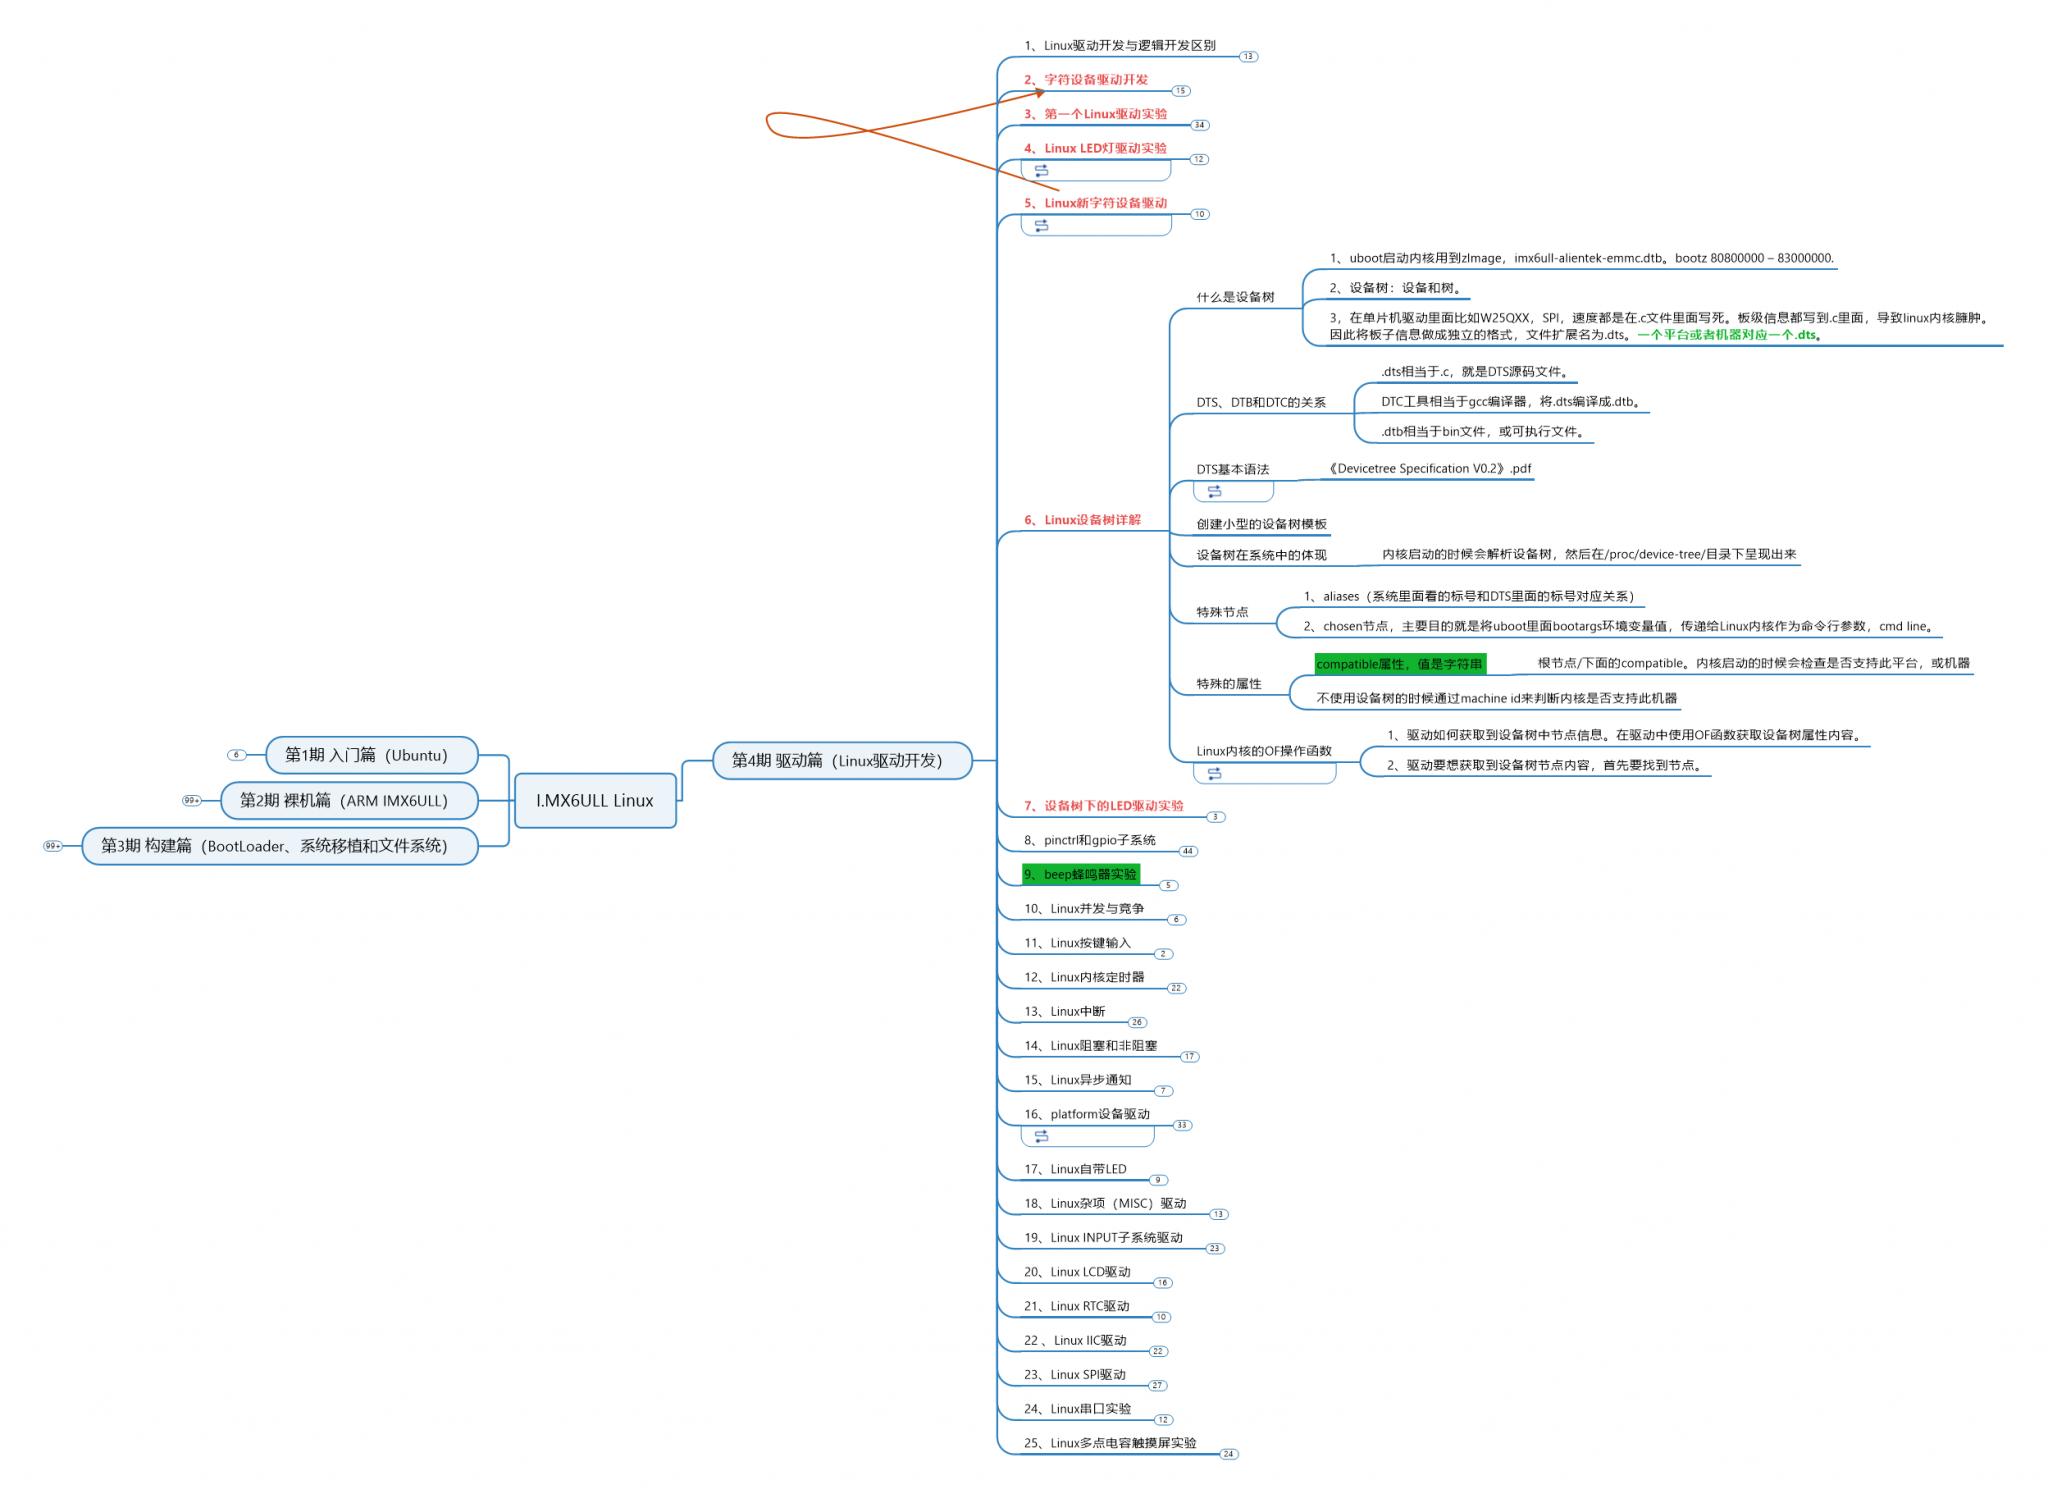 I.MX6ULL Linux
第1期 入门篇（Ubuntu）
6
第2期 裸机篇（ARM IMX6ULL）
99+
第3期 构建篇（BootLoader、系统移植和文件系统）
99+
第4期 驱动篇（Linux驱动开发）
1、Linux驱动开发与逻辑开发区别
13
2、字符设备驱动开发
15
3、第一个Linux驱动实验
34
4、Linux LED灯驱动实验
12
5、Linux新字符设备驱动
10
6、Linux设备树详解
什么是设备树
1、uboot启动内核用到zImage，imx6ull-alientek-emmc.dtb。bootz 80800000 – 83000000.
2、设备树：设备和树。
3，在单片机驱动里面比如W25QXX，SPI，速度都是在.c文件里面写死。板级信息都写到.c里面，导致linux内核臃肿。
因此将板子信息做成独立的格式，文件扩展名为.dts。一个平台或者机器对应一个.dts。
DTS、DTB和DTC的关系
.dts相当于.c，就是DTS源码文件。
DTC工具相当于gcc编译器，将.dts编译成.dtb。
.dtb相当于bin文件，或可执行文件。
DTS基本语法
《Devicetree Specification V0.2》.pdf
创建小型的设备树模板
设备树在系统中的体现
内核启动的时候会解析设备树，然后在/proc/device-tree/目录下呈现出来
特殊节点
1、aliases（系统里面看的标号和DTS里面的标号对应关系）
2、chosen节点，主要目的就是将uboot里面bootargs环境变量值，传递给Linux内核作为命令行参数，cmd line。
特殊的属性
compatible属性，值是字符串
根节点/下面的compatible。内核启动的时候会检查是否支持此平台，或机器
不使用设备树的时候通过machine id来判断内核是否支持此机器
Linux内核的OF操作函数
1、驱动如何获取到设备树中节点信息。在驱动中使用OF函数获取设备树属性内容。
2、驱动要想获取到设备树节点内容，首先要找到节点。
7、设备树下的LED驱动实验
3
8、pinctrl和gpio子系统
44
9、beep蜂鸣器实验
5
10、Linux并发与竞争
6
11、Linux按键输入
2
12、Linux内核定时器
22
13、Linux中断
26
14、Linux阻塞和非阻塞
17
15、Linux异步通知
7
16、platform设备驱动
33
17、Linux自带LED
9
18、Linux杂项（MISC）驱动
13
19、Linux INPUT子系统驱动
23
20、Linux LCD驱动
16
21、Linux RTC驱动
10
22 、Linux IIC驱动
22
23、Linux SPI驱动
27
24、Linux串口实验
12
25、Linux多点电容触摸屏实验
24